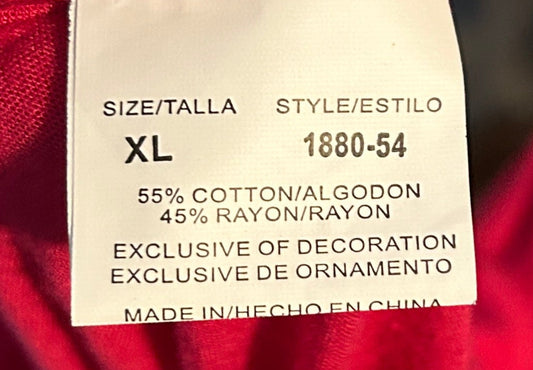 SIZE/TALLA STYLE/ESTILO
XL 1880-54
55% COTTON/ALGODON
45% RAYON/RAYON
EXCLUSIVE OF DECORATION
EXCLUSIVE DE ORNAMENTO
MADE IN/HECHO EN CHINA